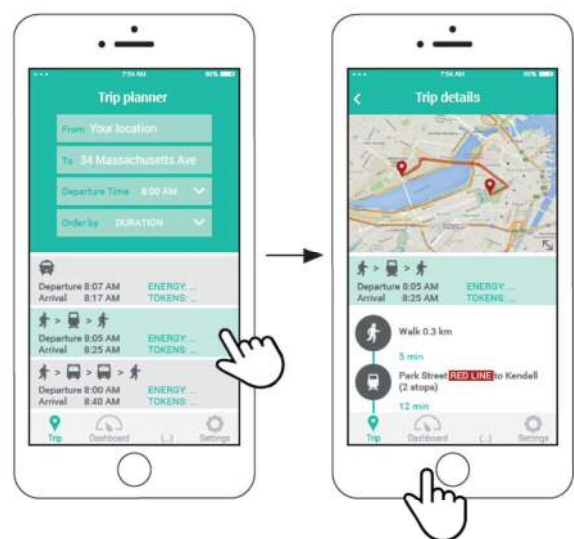 7:54 AM
Trip planner
From Your location
To 34 Massachusetts Ave
Departure Time 8:00 AM
Order by DURATION
Departure 8:07 AM ENERGY: ...
Arrival 8:17 AM TOKENS: ...
> >
Departure 8:05 AM ENERGY: ...
Arrival 8:25 AM TOKENS: ...
> > >
Departure 8:00 AM ENERGY: ...
Arrival 8:40 AM TOKENS: ...
Trip Dashboard (...) Settings
7:54 AM
Trip details
> >
Departure 8:05 AM ENERGY: ...
Arrival 8:25 AM TOKENS: ...
Walk 0.3 km
5 min
Park Street RED LINE to Kendall
(2 stops)
12 min
Trip Dashboard (...) Settings